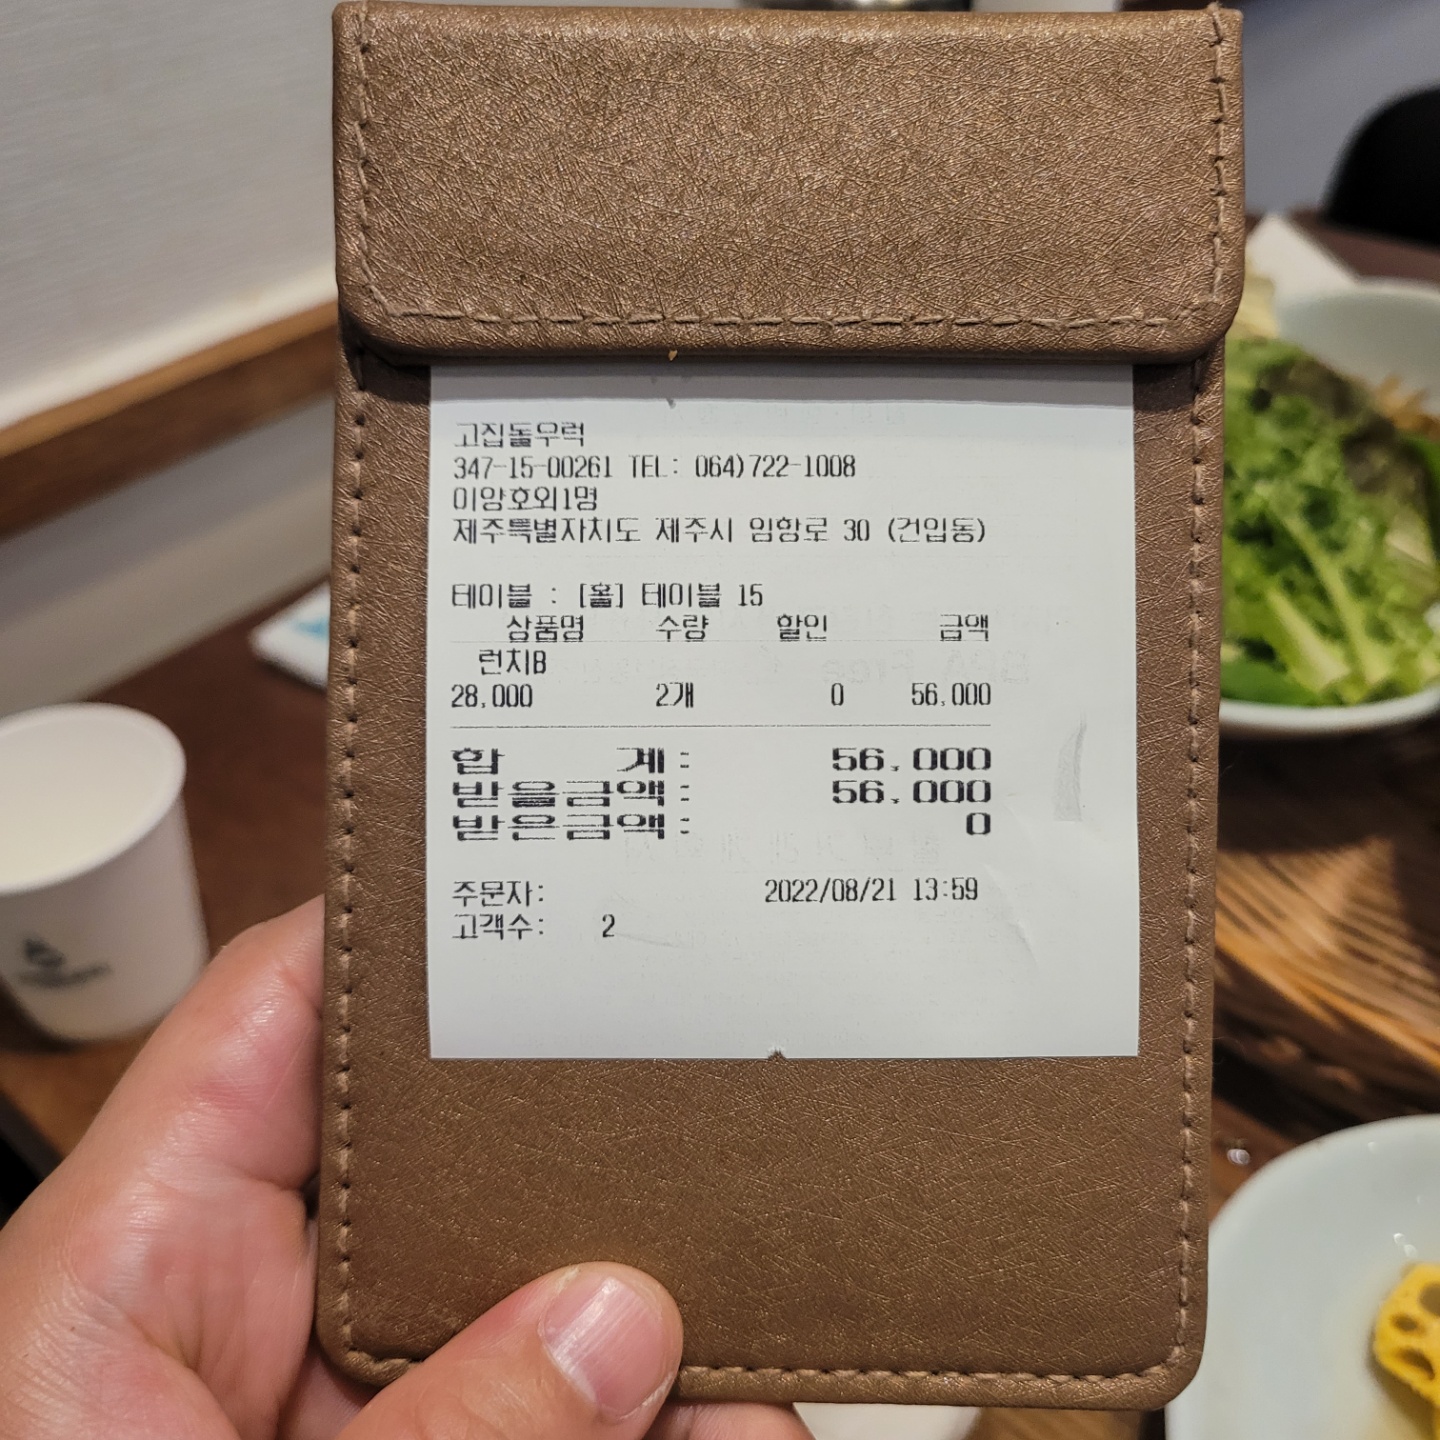 고집돌우럭
347-15-00261 TEL: 064)722-1008
이앙호외1명
제주특별자치도 제주시 임항로 30 (건입동)
테이블 : [홀] 테이블 15
상품명 수량 할인 금액
런치B
28,000 2개 0 56,000
합 계: 56,000
받을금액: 56,000
받은금액: 0
주문자: 2022/08/21 13:59
고객수: 2